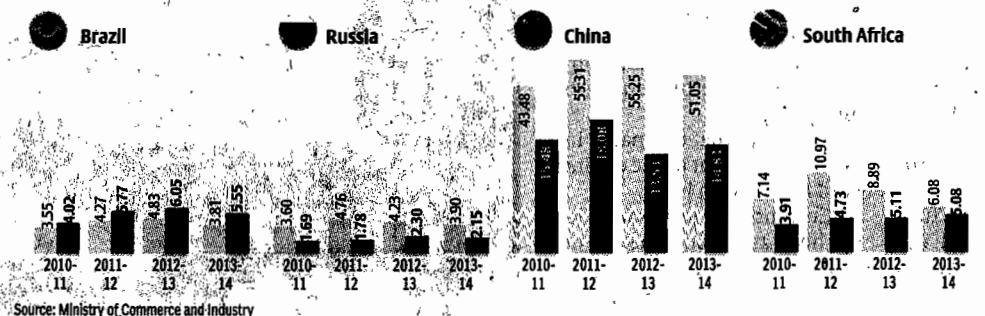 Brazil
Russia
China
South Africa
3.55 4.02 4.27 5.77 4.83 6.05 3.81 5.55
3.60 1.69 4.76 1.78 4.23 2.30 3.90 2.15
43.48 55.31 55.25 51.05
7.14 3.91 10.97 4.73 8.89 5.11 6.08 5.08
2010- 2011- 2012- 2013-
11 12 13 14
2010- 2011- 2012- 2013-
11 12 13 14
2010- 2011- 2012- 2013-
11 12 13 14
2010- 2011- 2012- 2013-
11 12 13 14
Source: Ministry of Commerce and Industry